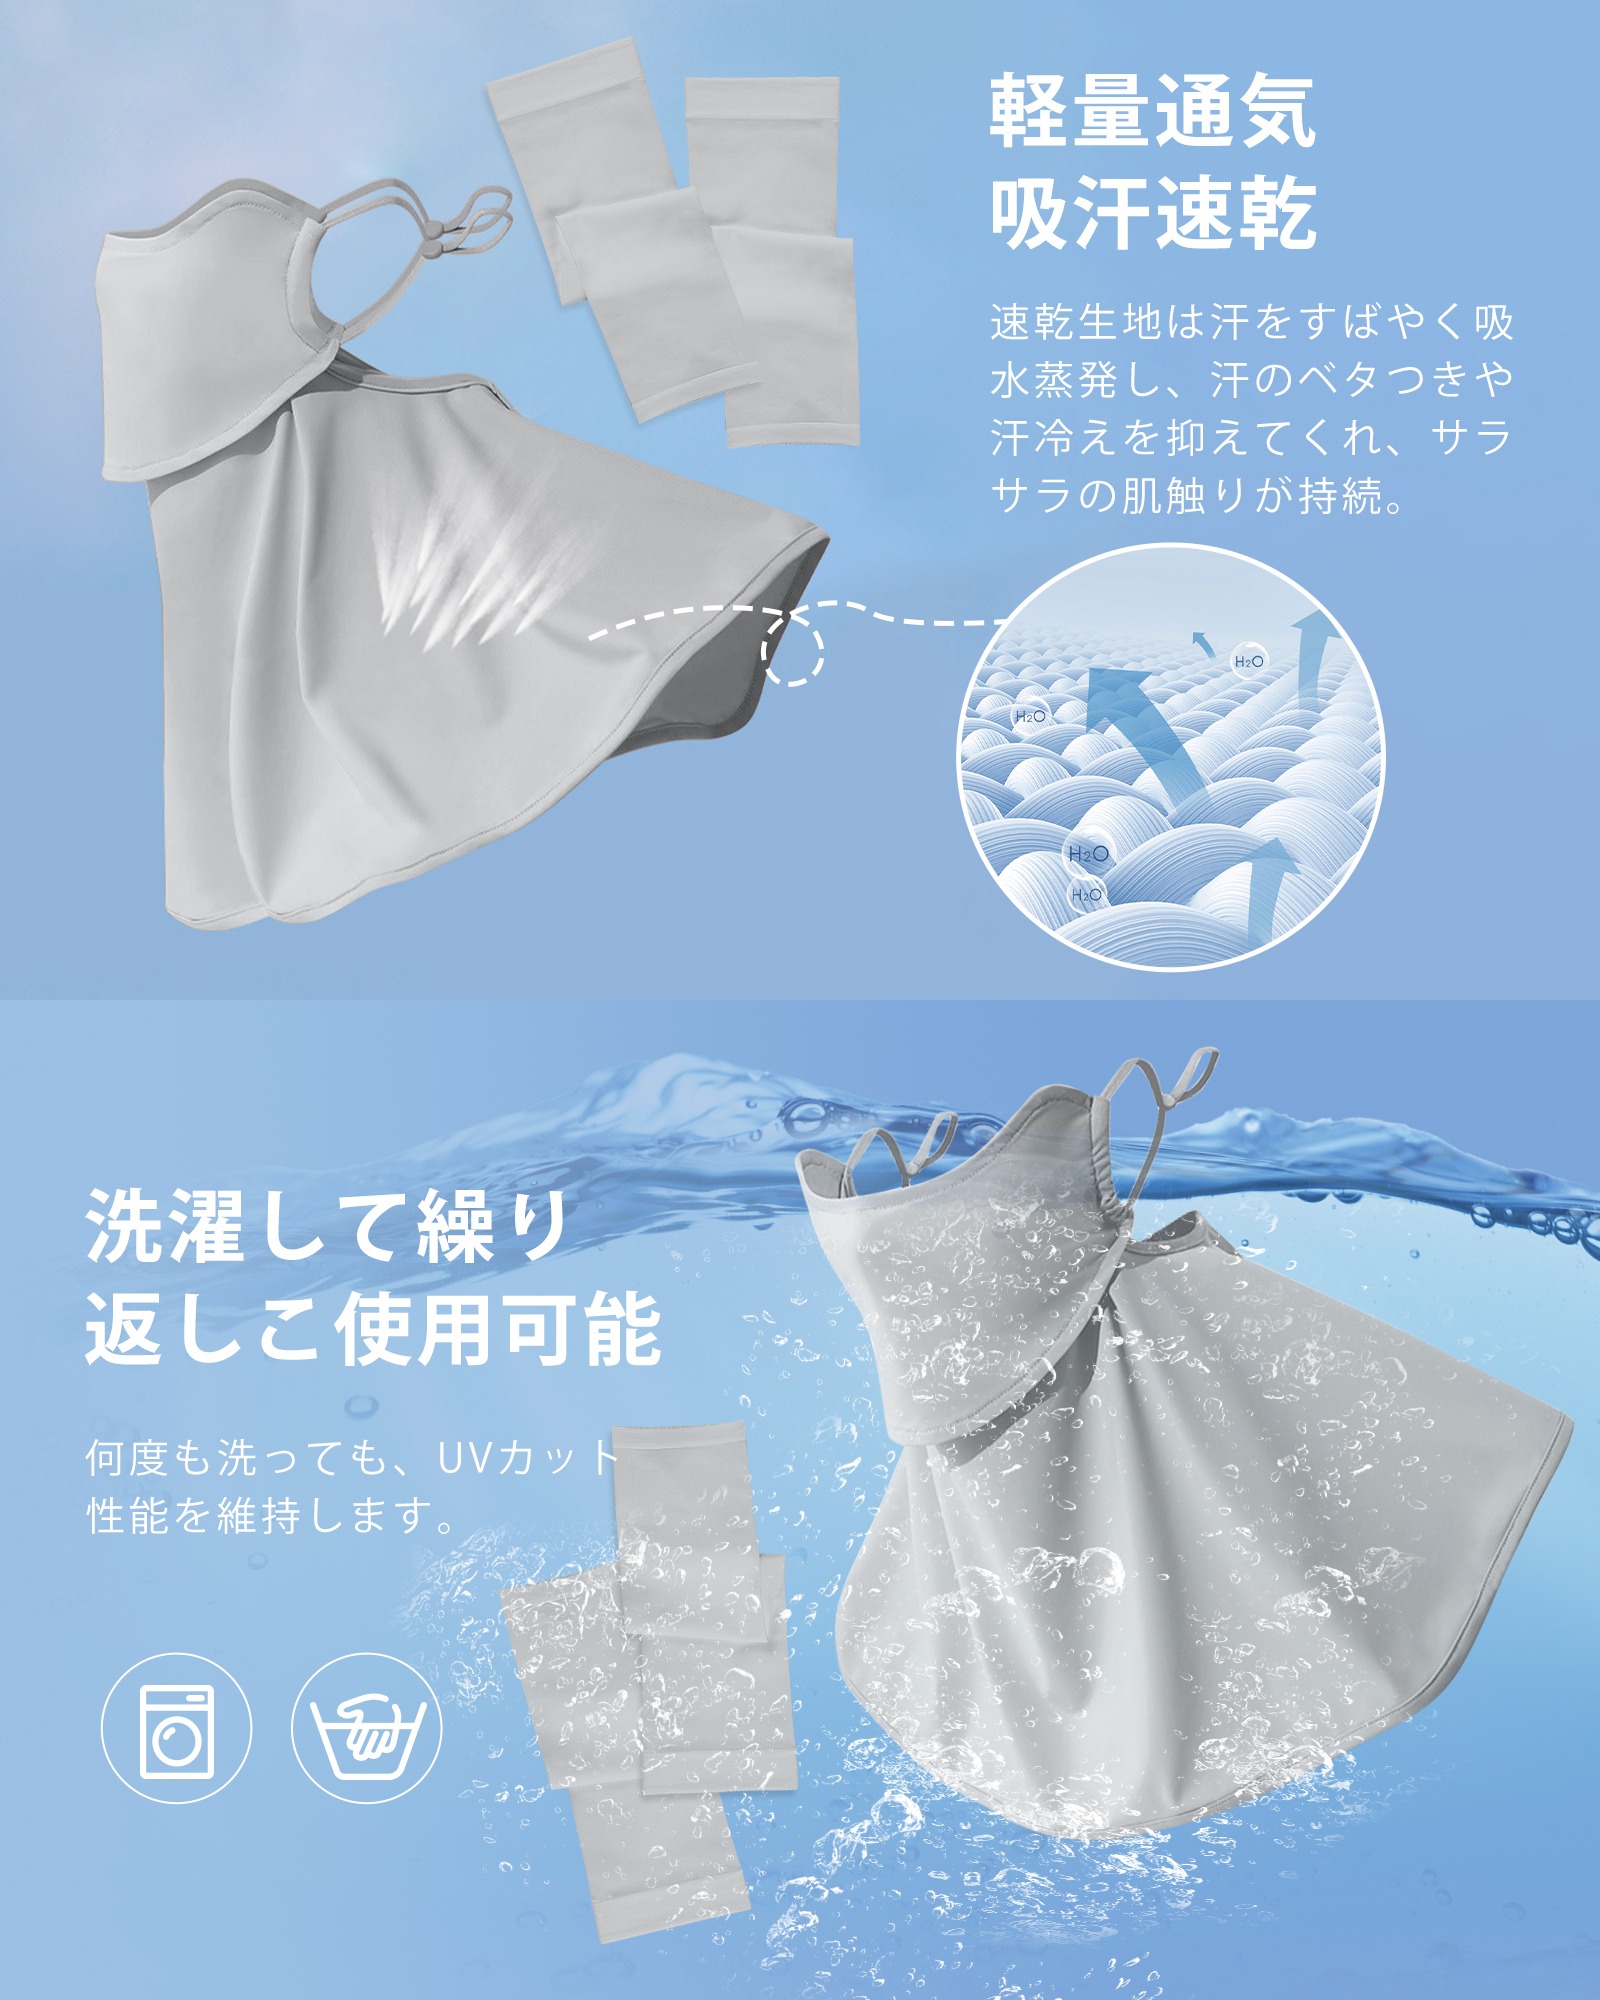 軽量通気
吸汗速乾
速乾生地は汗をすばやく吸
水蒸発し、汗のベタつきや
汗冷えを抑えてくれ、サラ
サラの肌触りが持続。
H2O
H2O
H2O
H2O
洗濯して繰り
返しこ使用可能
何度も洗っても、UVカット
性能を維持します。